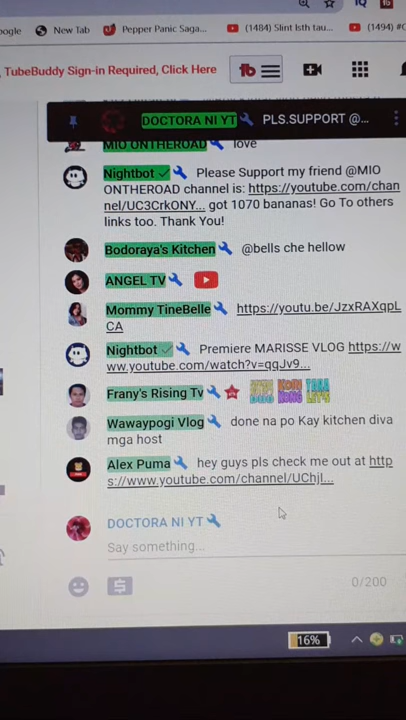 oogle
New Tab
Pepper Panic Saga...
(1484) Slint Ish tau...
(1494) #C
TubeBuddy Sign-in Required, Click Here
tb
DOCTORA NI YT PLS.SUPPORT @...
MIO ONTHEROAD love
Nightbot Please Support my friend @MIO
ONTHEROAD channel is: https://youtube.com/chan
nel/UC3CrkONY... got 1070 bananas! Go To others
links too. Thank You!
Bodoraya's Kitchen @bells che hellow
ANGEL TV
Mommy TineBelle https://youtu.be/JzxRAXqpL
CA
Nightbot Premiere MARISSE VLOG https://w
ww.youtube.com/watch?v=qqJv9...
Frany's Rising Tv
Wawaypogi Vlog done na po Kay kitchen diva
mga host
Alex Puma hey guys pls check me out at http
s://www.youtube.com/channel/UChjI...
DOCTORA NI YT
Say something...
0/200
16%